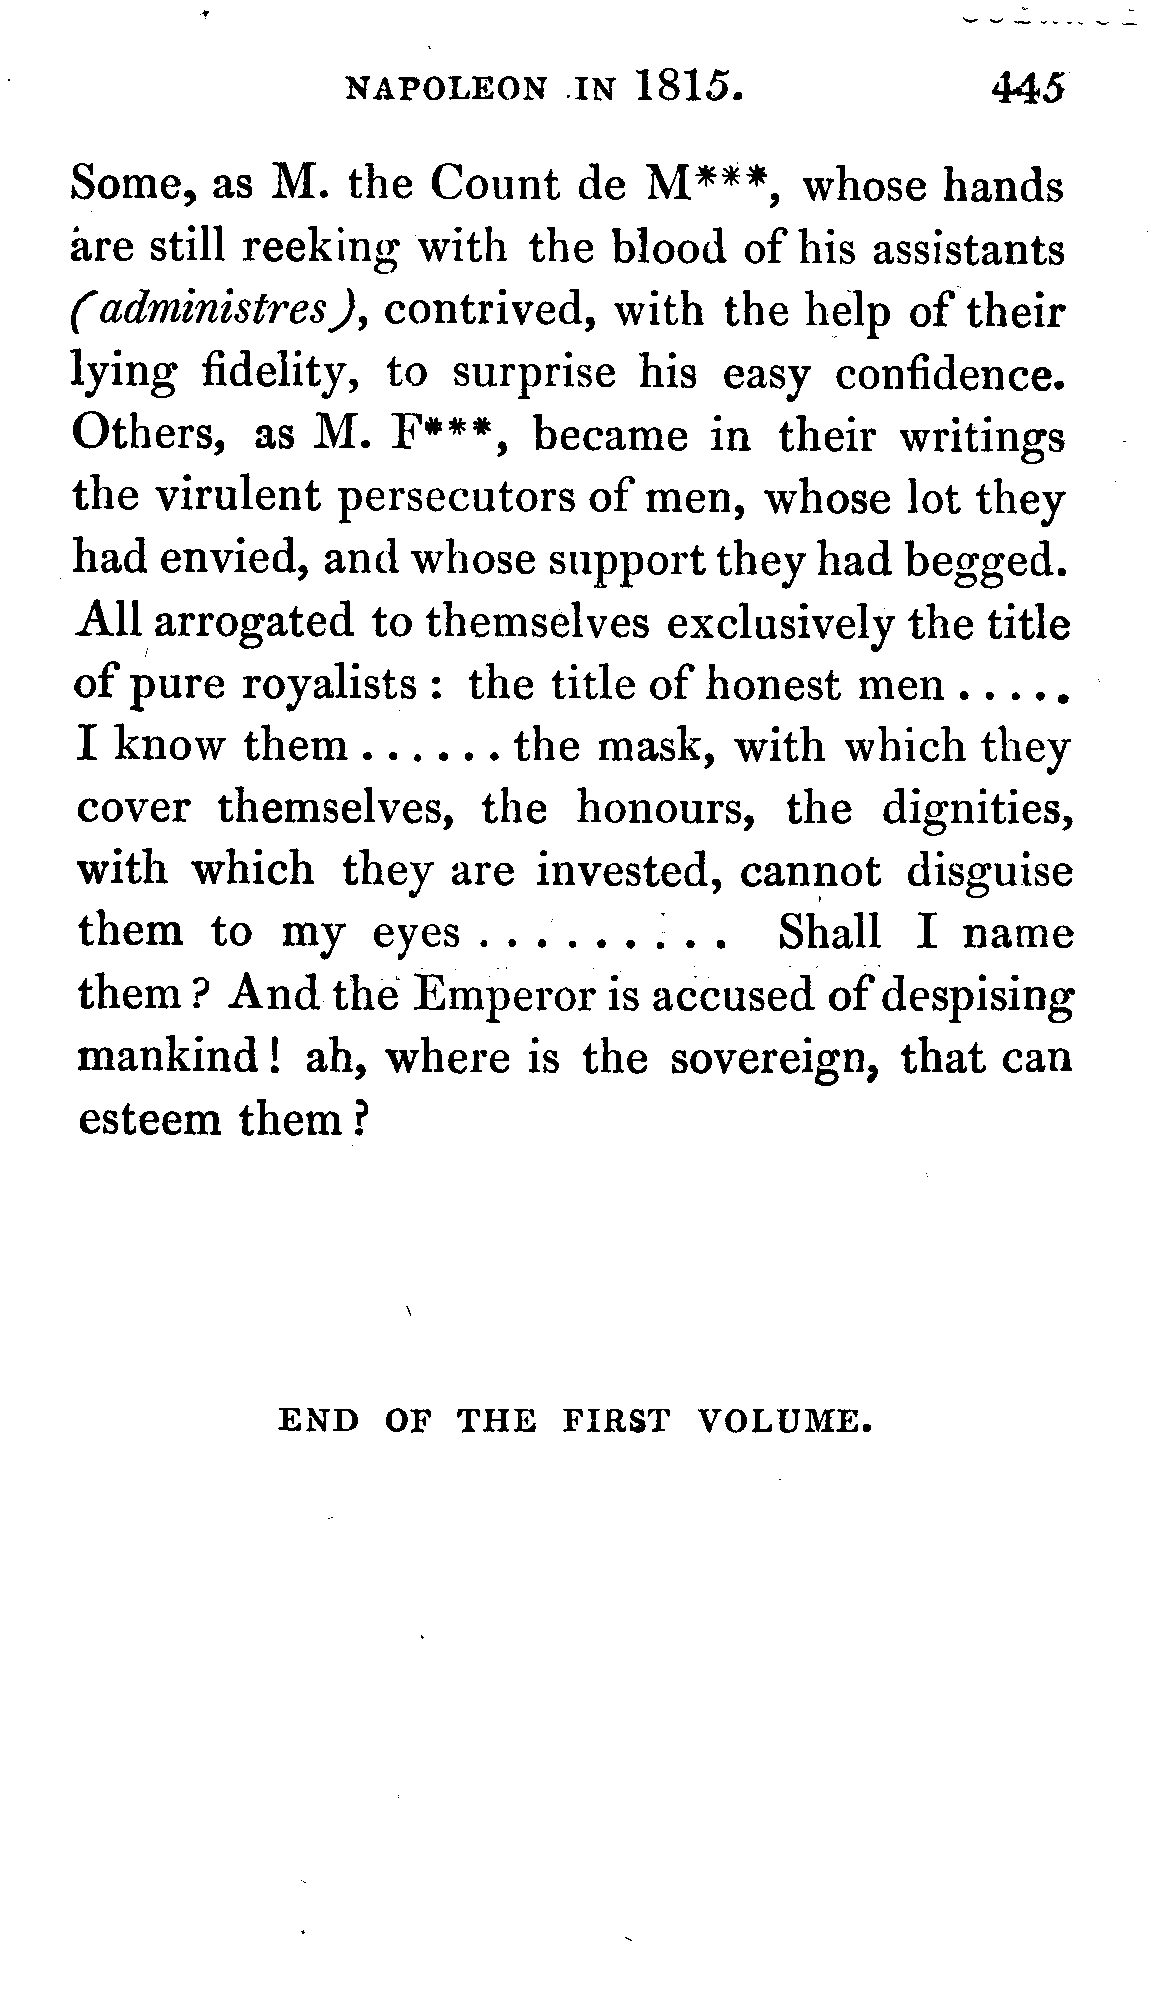 NAPOLEON IN 1815. 445
Some, as M. the Count de M***, whose hands
are still reeking with the blood of his assistants
(administres), contrived, with the help of their
lying fidelity, to surprise his easy confidence.
Others, as M. F***, became in their writings
the virulent persecutors of men, whose lot they
had envied, and whose support they had begged.
All arrogated to themselves exclusively the title
of pure royalists : the title of honest men . . . . .
I know them . . . . . . the mask, with which they
cover themselves, the honours, the dignities,
with which they are invested, cannot disguise
them to my eyes . . . . . . . . . Shall I name
them ? And the Emperor is accused of despising
mankind ! ah, where is the sovereign, that can
esteem them ?
END OF THE FIRST VOLUME.